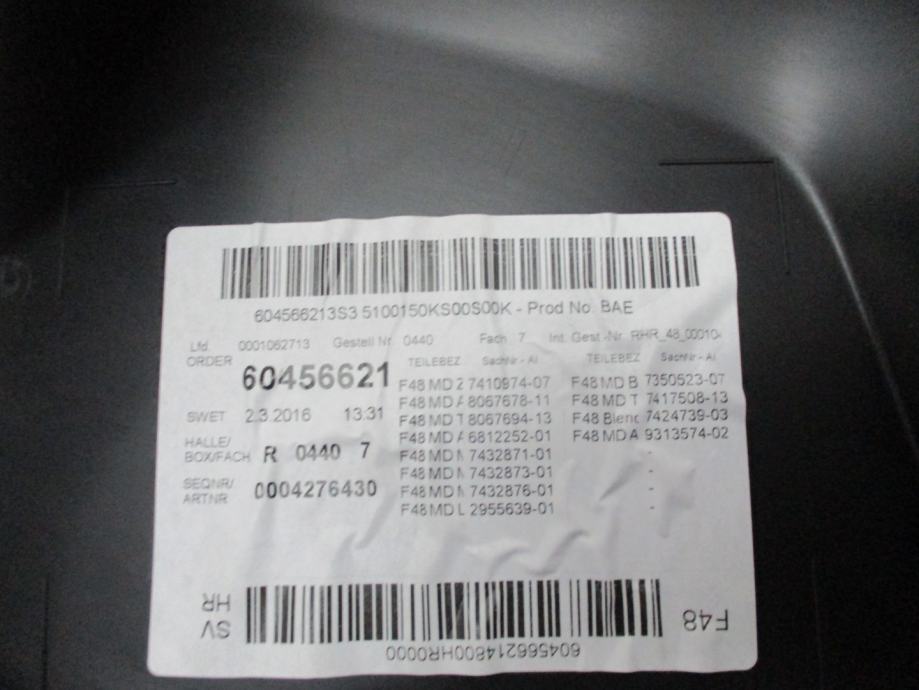 604566213S3 5100150KS00S00K - Prod No. BAE
Lfd. 0001062713 Gestell Nr. 0440 Fach. 7 Int. Gest.-Nr. RHR_48_00010-
ORDER 60456621
TEILEBEZ SachNr - AI TEILEBEZ SachNr - AI
F48 MD 7410974-07 F48 MD B 7350523-07
F48 MD 8067678-11 F48 MD T 7417508-13
SWET 2.3.2016 13:31 F48 MD T 8067694-13 F48 Blend 7424739-03
F48 MD 6812252-01 F48 MD A 9313574-02
HALLE/
BOX/FACH R 0440 7 F48 MD 7432871-01 -
F48 MD 7432873-01 -
SEQNR/
ARTNR 0004276430 F48 MD 7432876-01 -
F48 MD L 2955639-01 -
F48 SV
HR
604566214800HR0000